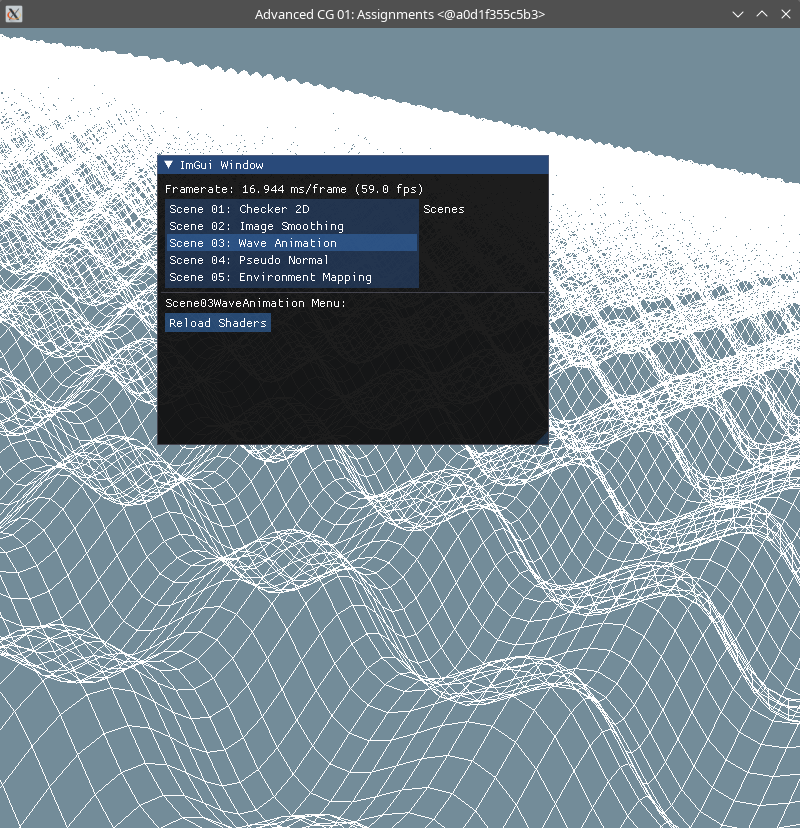 Advanced CG 01: Assignments <@a0d1f355c5b3>
ImGui Window
Framerate: 16.944 ms/frame (59.0 fps)
Scene 01: Checker 2D
Scenes
Scene 02: Image Smoothing
Scene 03: Wave Animation
Scene 04: Pseudo Normal
Scene 05: Environment Mapping
Scene03WaveAnimation Menu:
Reload Shaders